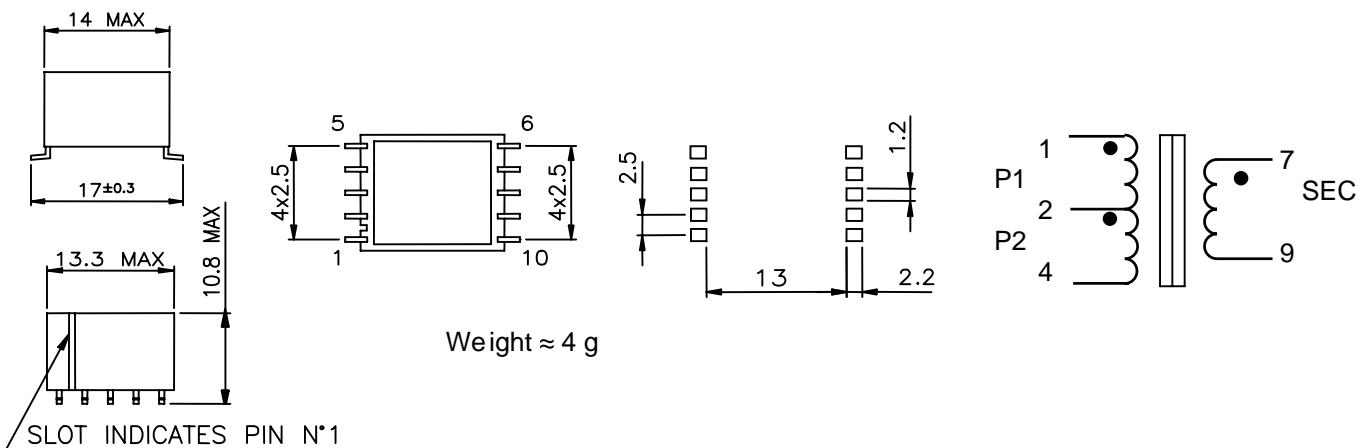 14 MAX
17±0.3
13.3 MAX
10.8 MAX
SLOT INDICATES PIN N°1
5
6
4x2.5
4x2.5
1
10
Weight ≈ 4 g
2.5
1.2
13
2.2
1
P1
2
P2
4
7
SEC
9